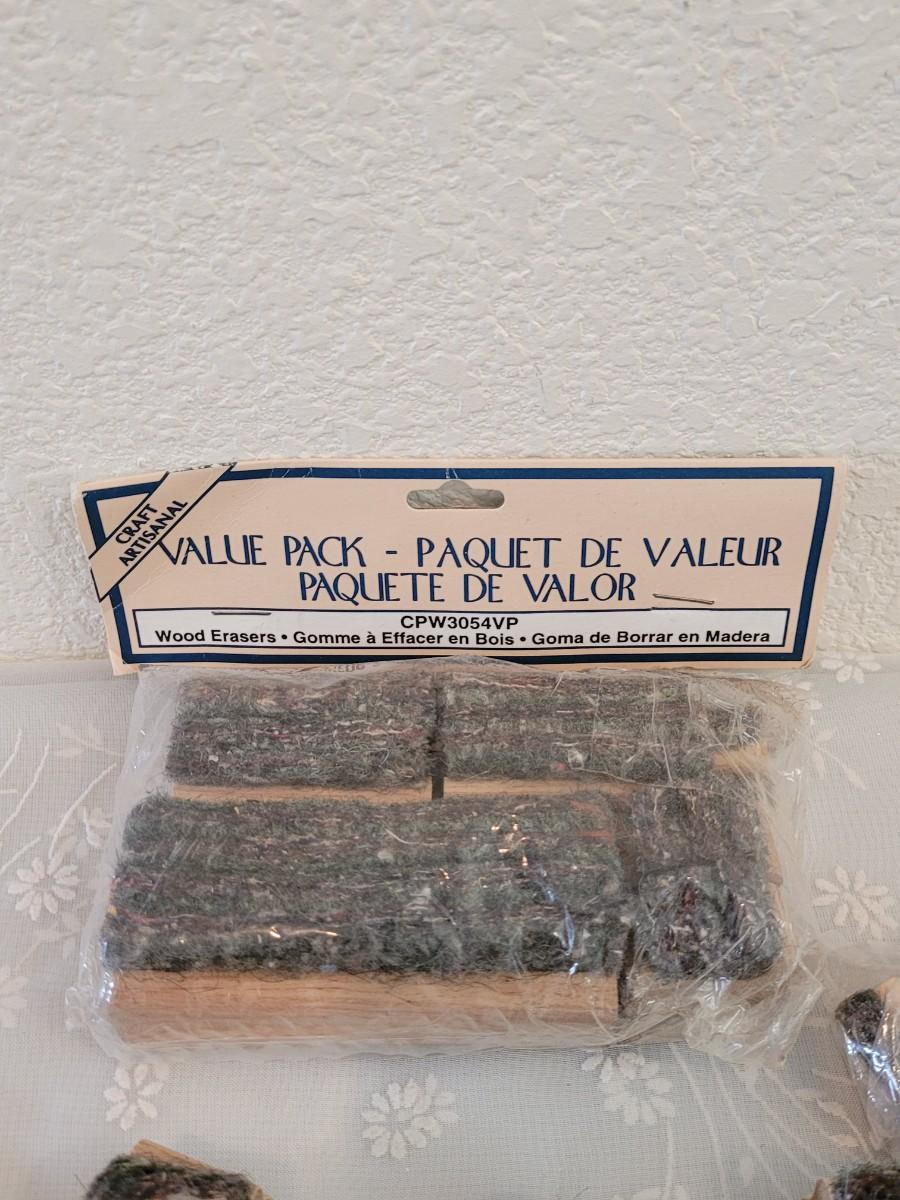 CRAFT
ARTISANAL
VALUE PACK - PAQUET DE VALEUR
PAQUETE DE VALOR
CPW3054VP
Wood Erasers • Gomme à Effacer en Bois • Goma de Borrar en Madera